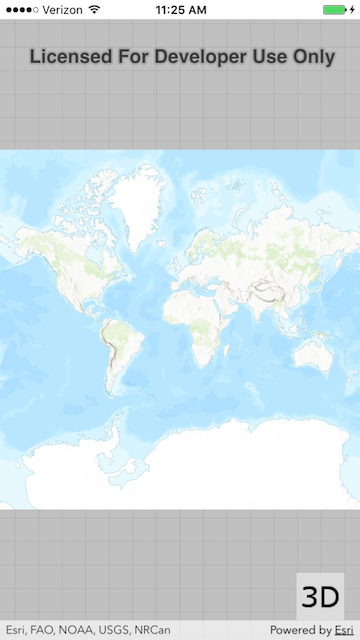 Verizon 11:25 AM
Licensed For Developer Use Only
3D
Esri, FAO, NOAA, USGS, NRCan Powered by Esri